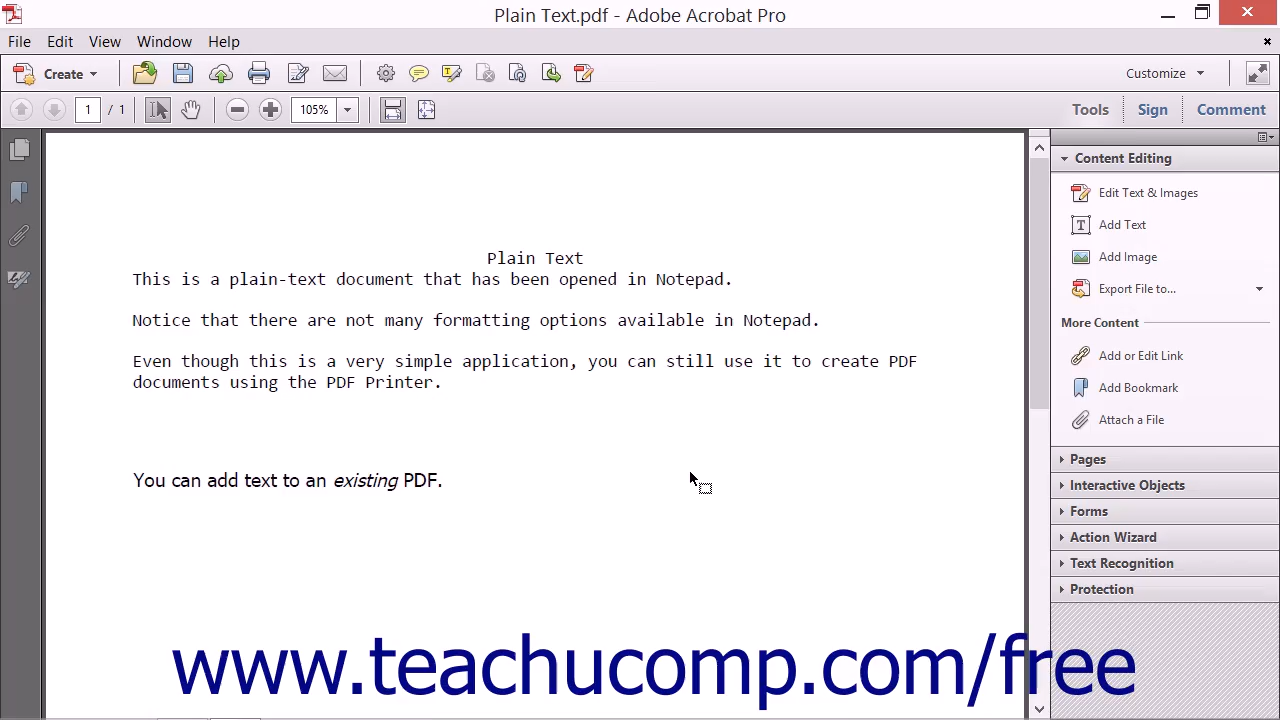 Plain Text.pdf - Adobe Acrobat Pro
File Edit View Window Help
Create Customize
1 / 1 105% Tools Sign Comment
Content Editing
Edit Text & Images
Add Text
Add Image
Export File to...
More Content
Add or Edit Link
Add Bookmark
Attach a File
Pages
Interactive Objects
Forms
Action Wizard
Text Recognition
Protection
Plain Text
This is a plain-text document that has been opened in Notepad.
Notice that there are not many formatting options available in Notepad.
Even though this is a very simple application, you can still use it to create PDF
documents using the PDF Printer.
You can add text to an existing PDF.
www.teachucomp.com/free